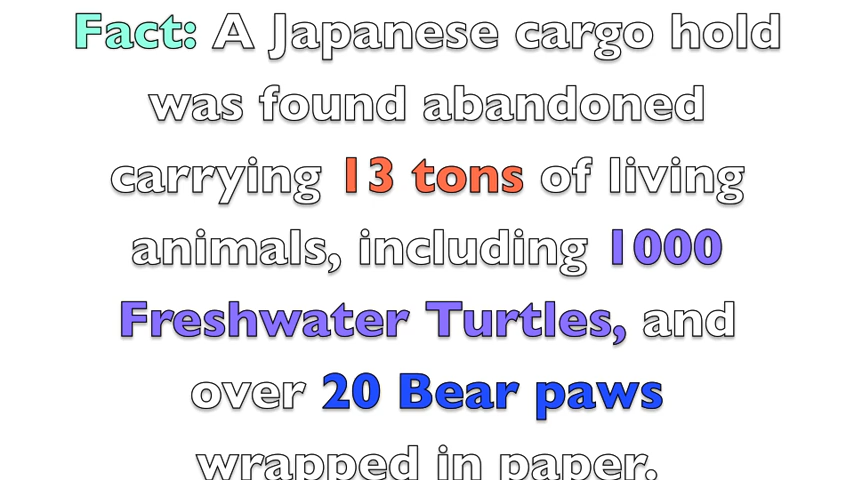 Fact: A Japanese cargo hold
was found abandoned
carrying 13 tons of living
animals, including 1000
Freshwater Turtles, and
over 20 Bear paws
wrapped in paper.